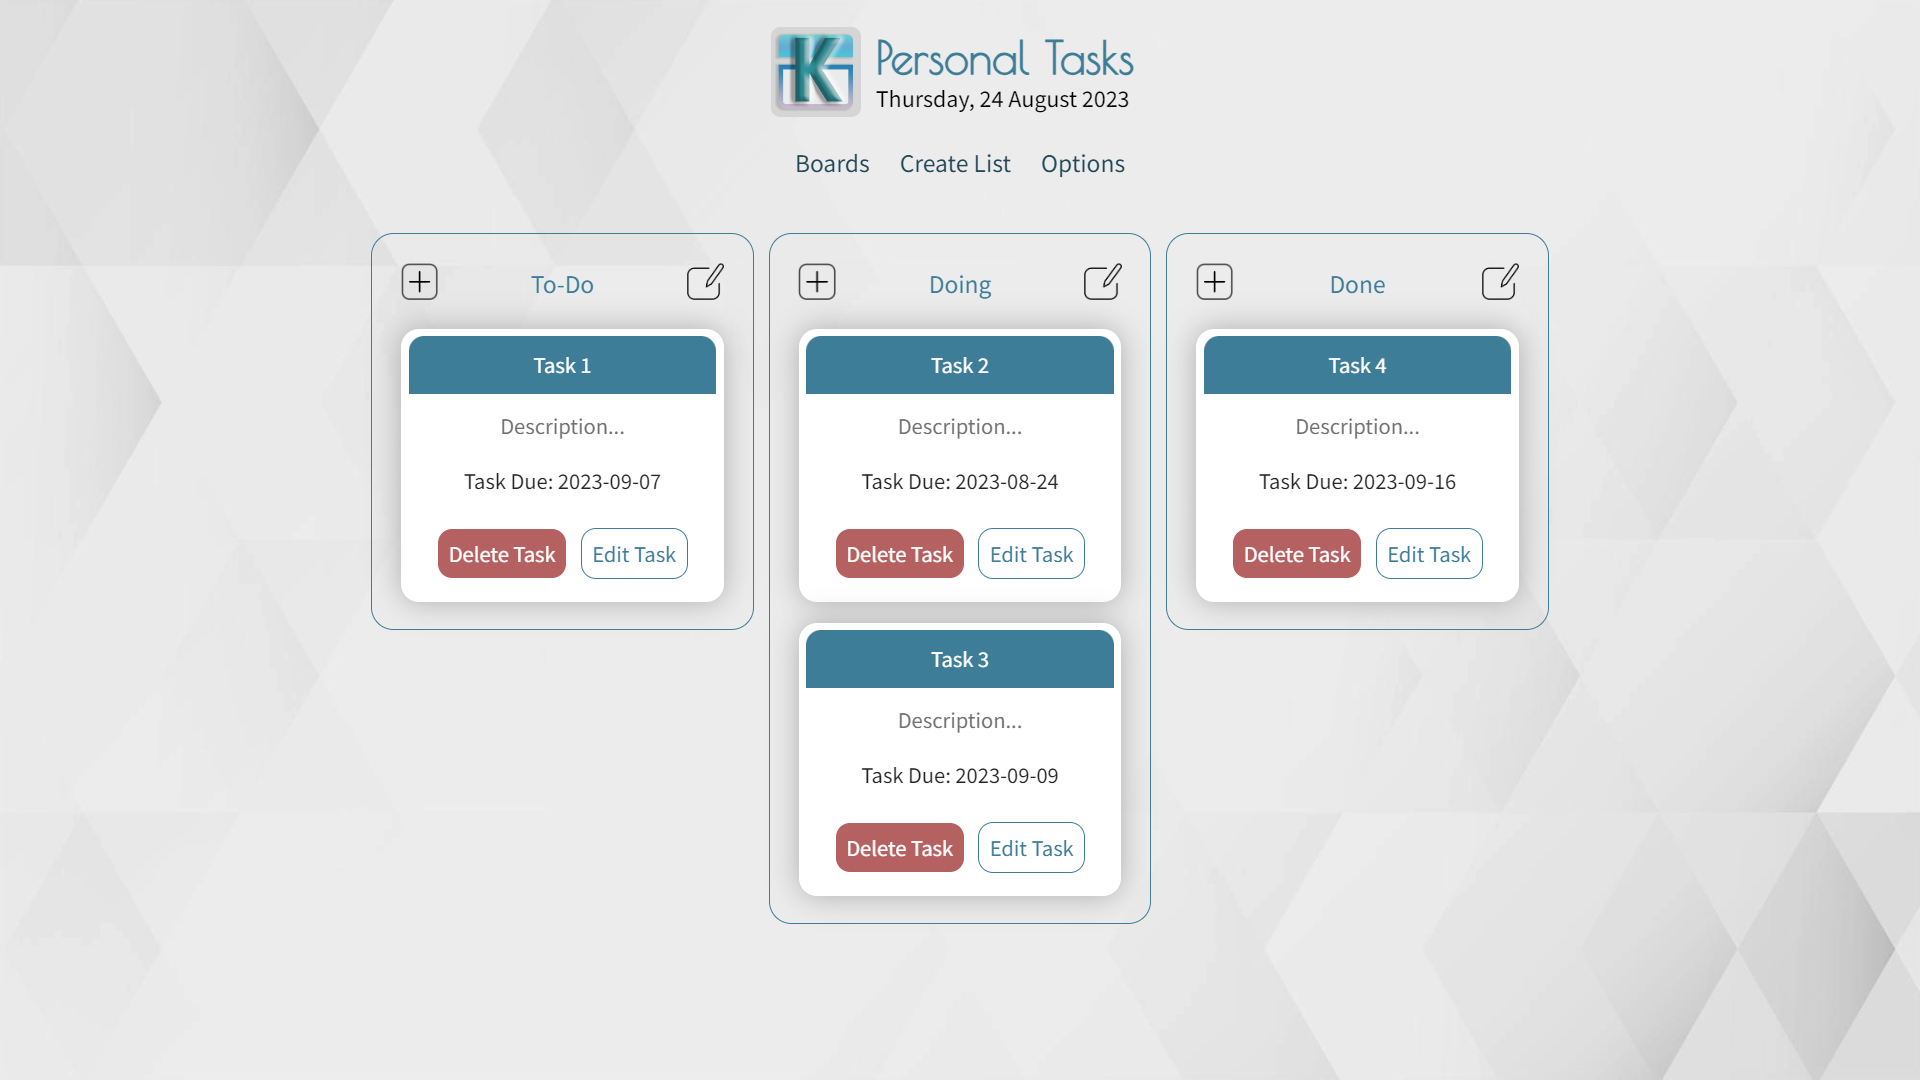 K
Personal Tasks
Thursday, 24 August 2023
Boards Create List Options
To-Do
Task 1
Description...
Task Due: 2023-09-07
Delete Task Edit Task
Doing
Task 2
Description...
Task Due: 2023-08-24
Delete Task Edit Task
Task 3
Description...
Task Due: 2023-09-09
Delete Task Edit Task
Done
Task 4
Description...
Task Due: 2023-09-16
Delete Task Edit Task